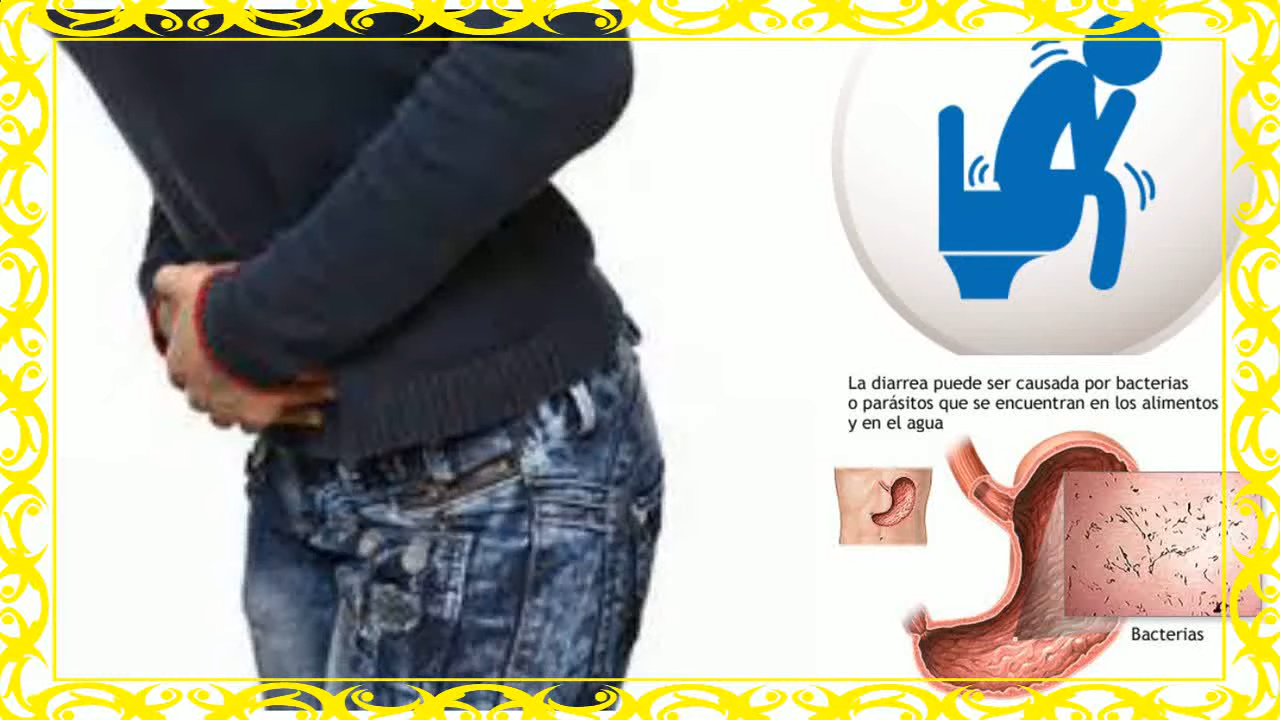 La diarrea puede ser causada por bacterias
o parásitos que se encuentran en los alimentos
y en el agua
Bacterias